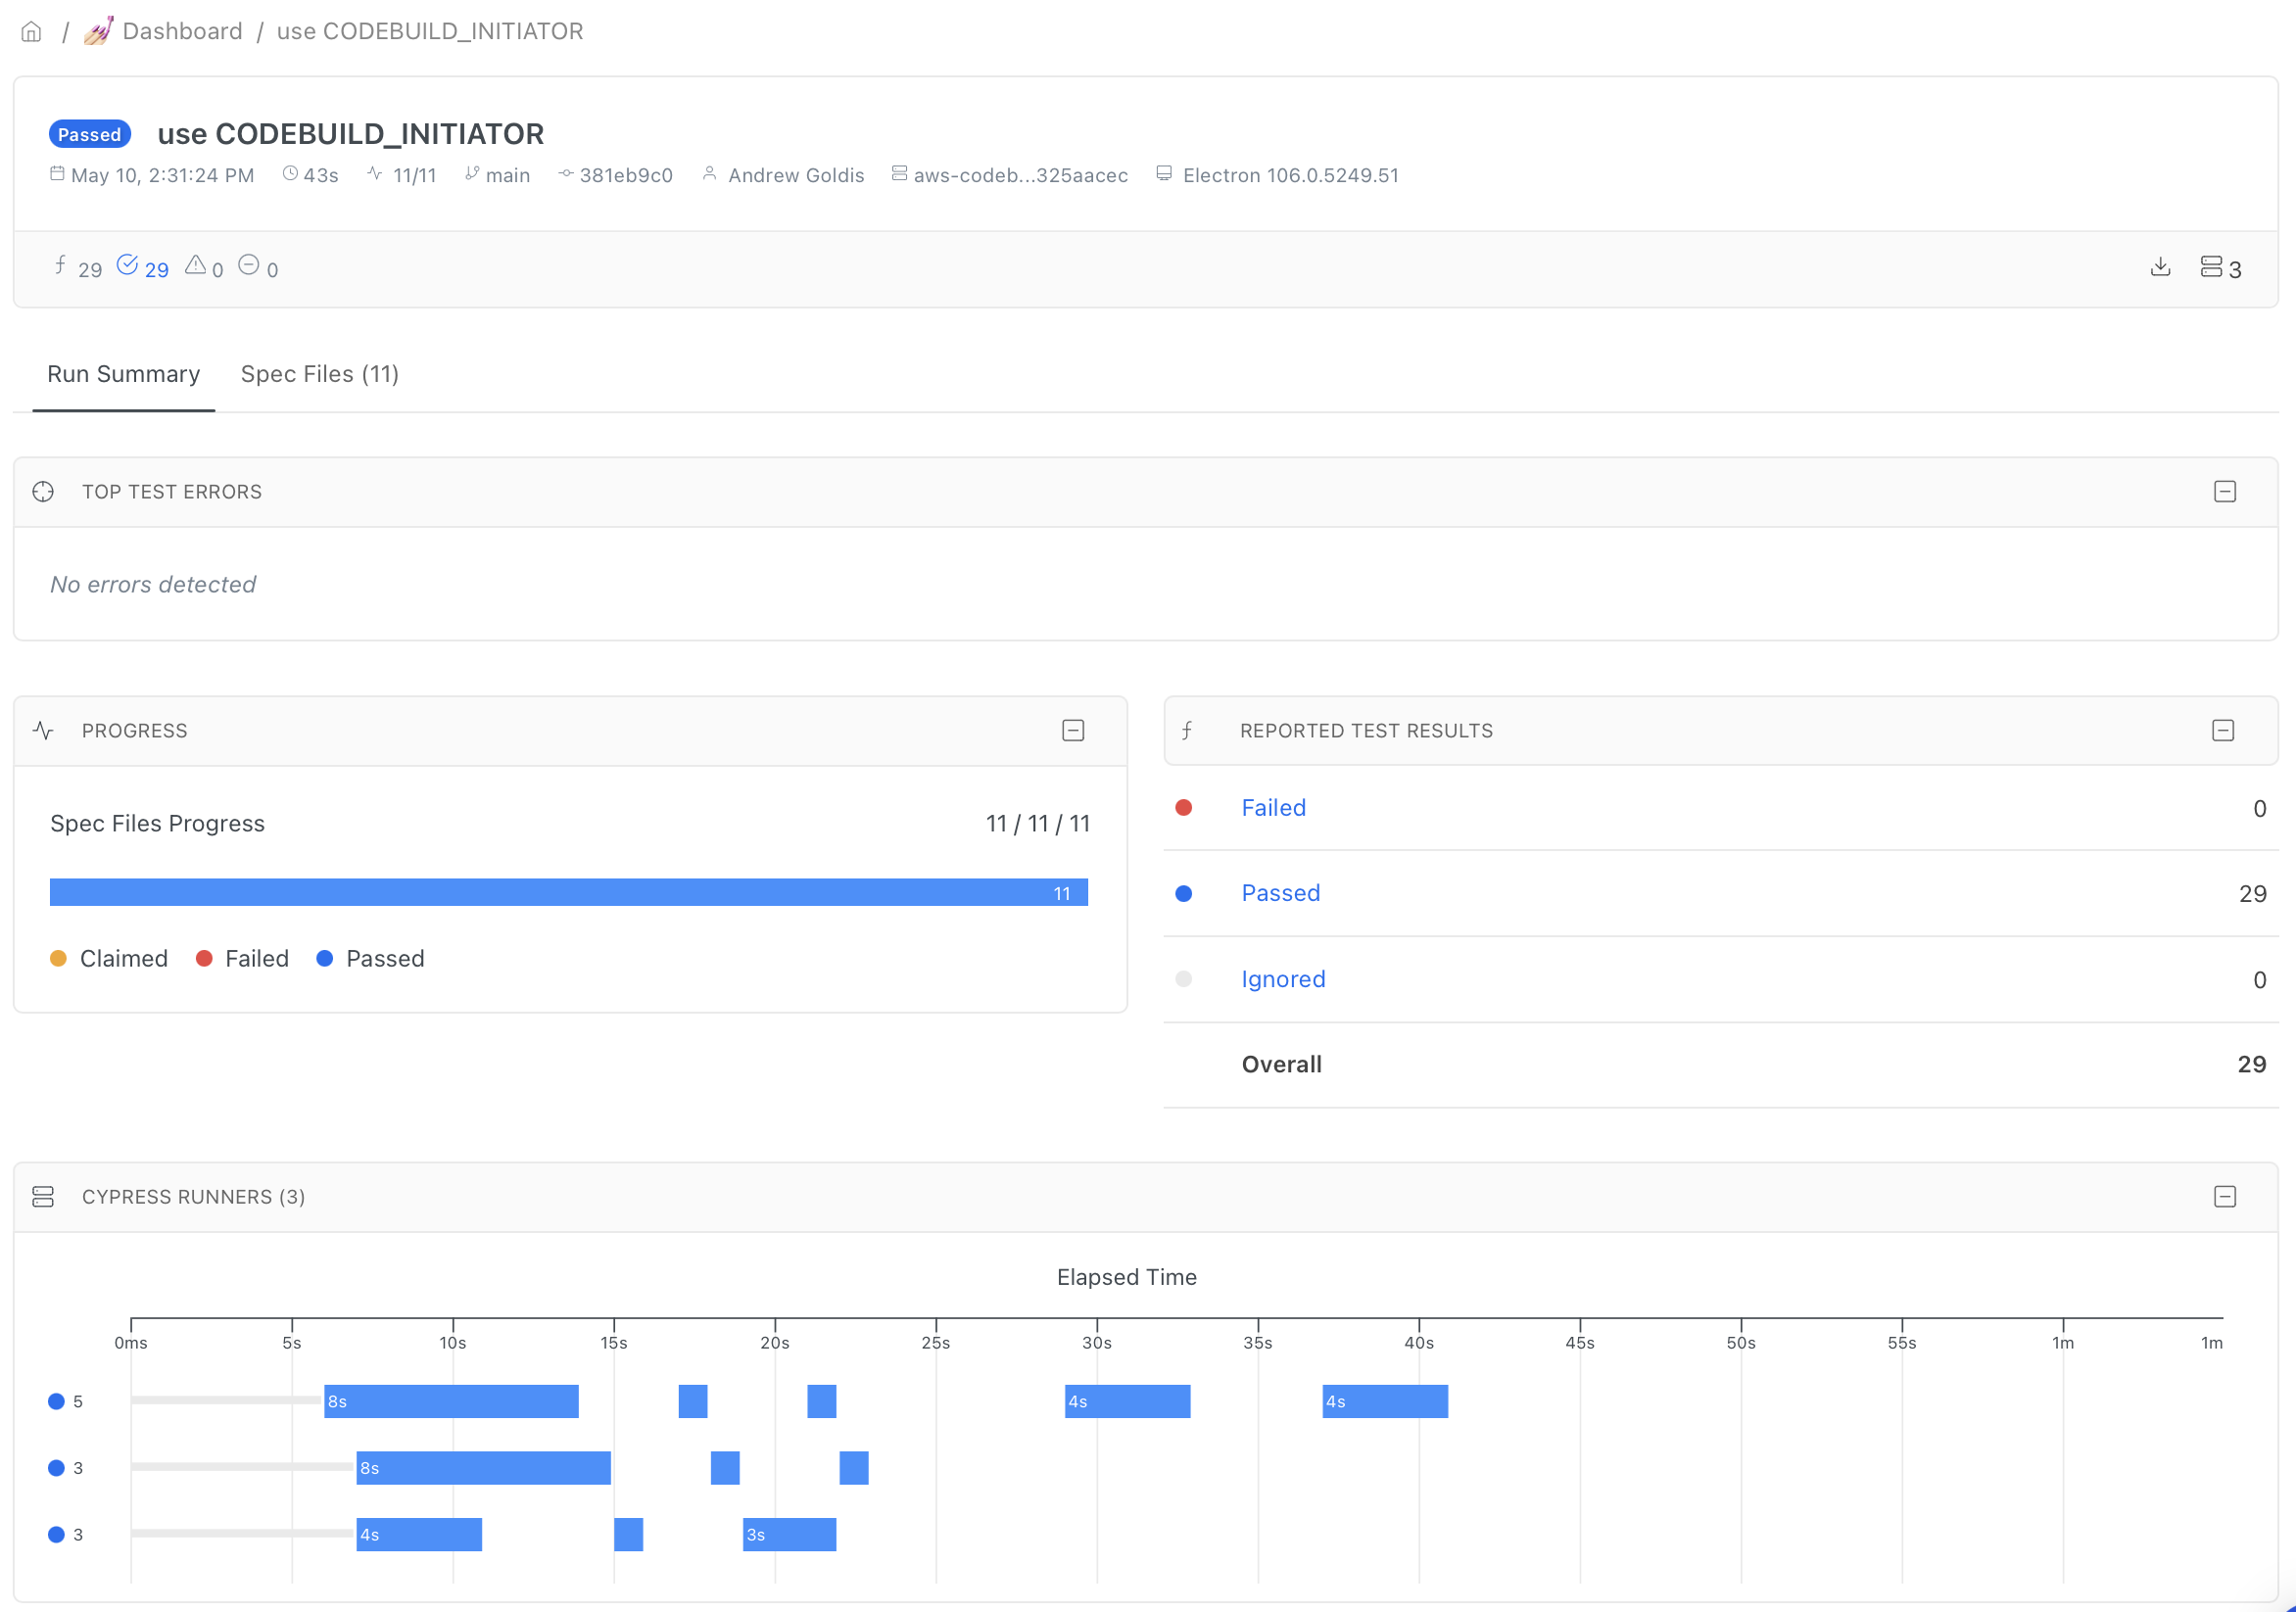 / Dashboard / use CODEBUILD_INITIATOR
Passed use CODEBUILD_INITIATOR
May 10, 2:31:24 PM 43s 11/11 main 381eb9c0 Andrew Goldis aws-codeb...325aacec Electron 106.0.5249.51
29 29 0 0 3
Run Summary Spec Files (11)
TOP TEST ERRORS
No errors detected
PROGRESS
Spec Files Progress 11 / 11 / 11
11
Claimed Failed Passed
REPORTED TEST RESULTS
Failed 0
Passed 29
Ignored 0
Overall 29
CYPRESS RUNNERS (3)
Elapsed Time
0ms 5s 10s 15s 20s 25s 30s 35s 40s 45s 50s 55s 1m 1m
5 8s 4s 4s
3 8s
3 4s 3s